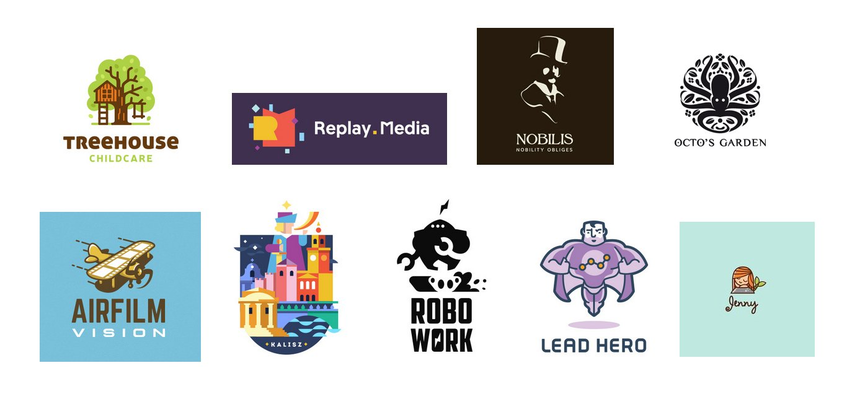 TREEHOUSE
CHILDCARE
R
Replay.Media
NOBILIS
NOBILITY OBLIGES
OCTO'S GARDEN
AIRFILM
VISION
KALISZ
ROBO
WORK
LEAD HERO
Jenny